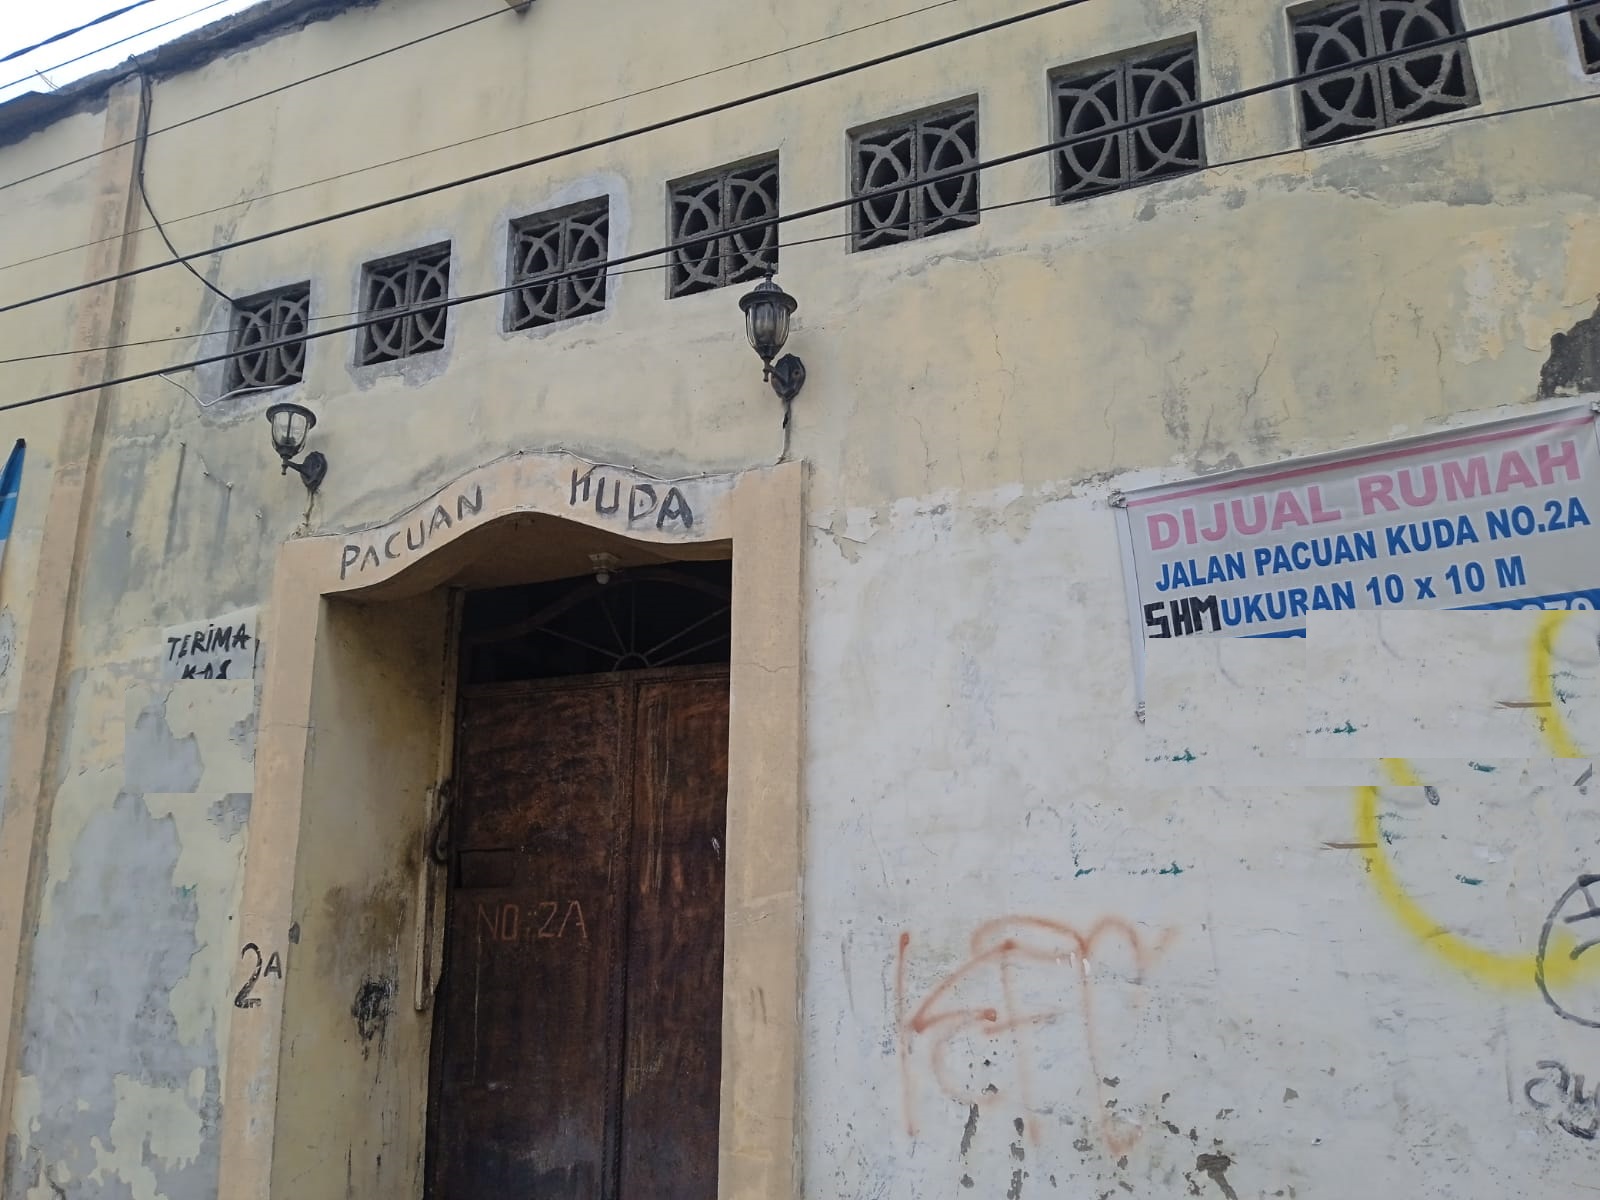 PACUAN KUDA
DIJUAL RUMAH
JALAN PACUAN KUDA NO.2A
SHM UKURAN 10 x 10 M
TERIMA
NO:2A
2A